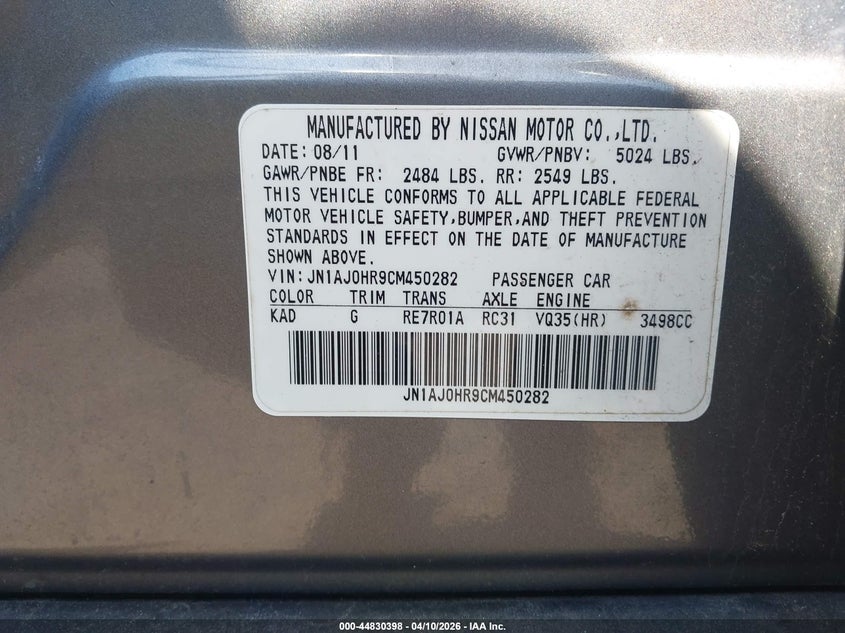 MANUFACTURED BY NISSAN MOTOR CO.,LTD.
DATE: 08/11 GVWR/PNBV: 5024 LBS.
GAWR/PNBE FR: 2484 LBS. RR: 2549 LBS.
THIS VEHICLE CONFORMS TO ALL APPLICABLE FEDERAL
MOTOR VEHICLE SAFETY,BUMPER,AND THEFT PREVENTION
STANDARDS IN EFFECT ON THE DATE OF MANUFACTURE
SHOWN ABOVE.
VIN: JN1AJ0HR9CM450282 PASSENGER CAR
COLOR TRIM TRANS AXLE ENGINE
KAD G RE7R01A RC31 VQ35(HR) 3498CC
JN1AJ0HR9CM450282
000-44830398 - 04/10/2026 - IAA Inc.